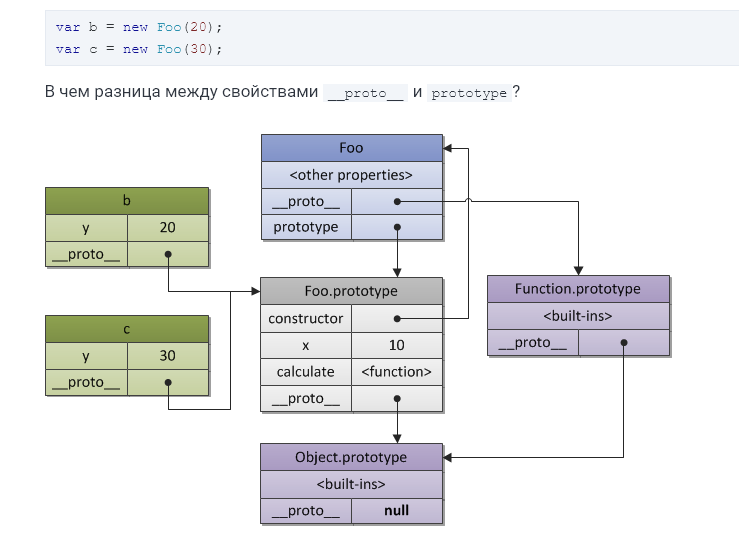 var b = new Foo(20);
var c = new Foo(30);
В чем разница между свойствами __proto__ и prototype?
Foo
<other properties>
__proto__
prototype
b
y 20
__proto__
c
y 30
__proto__
Foo.prototype
constructor
x 10
calculate <function>
__proto__
Function.prototype
<built-ins>
__proto__
Object.prototype
<built-ins>
__proto__ null